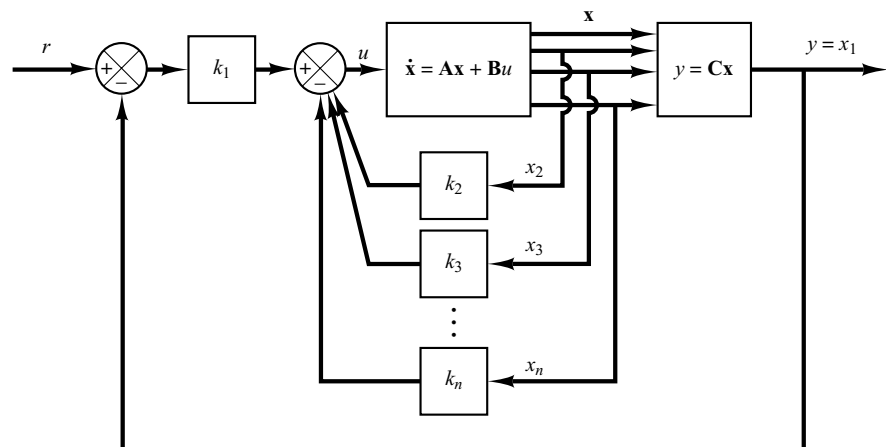 x
r
+
−
k₁
+
−
u
ẋ = Ax + Bu
y = Cx
y = x₁
k₂
x₂
k₃
x₃
⋮
kₙ
xₙ